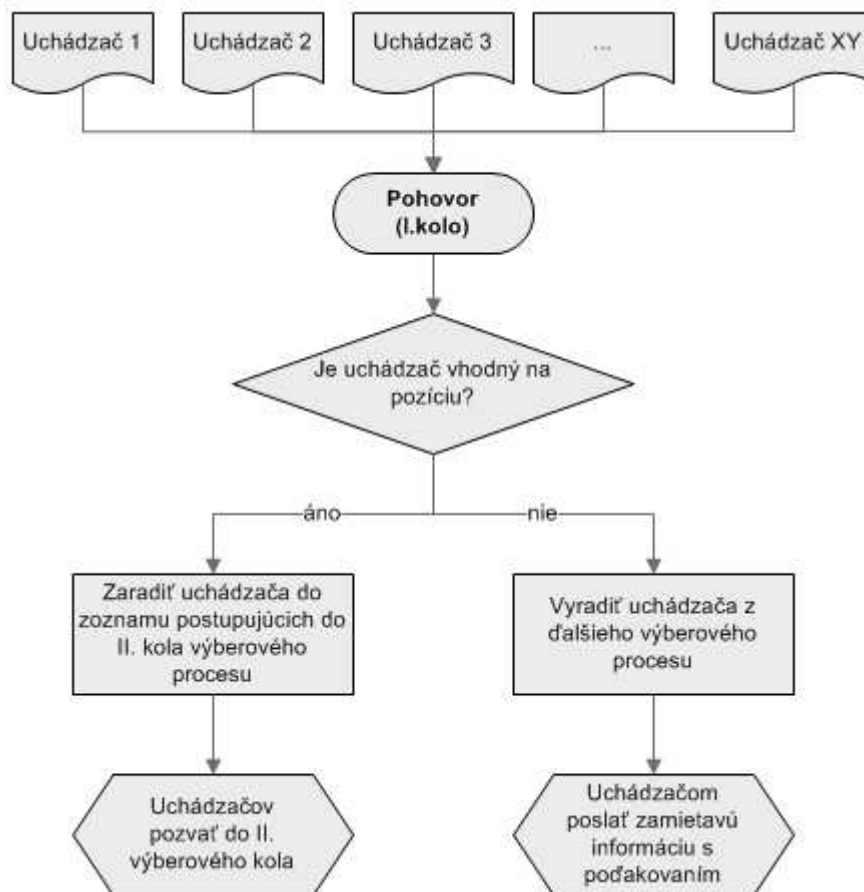 Uchádzač 1
Uchádzač 2
Uchádzač 3
...
Uchádzač XY
Pohovor
(I.kolo)
Je uchádzač vhodný na
pozíciu?
áno
nie
Zaradiť uchádzača do
zoznamu postupujúcich do
II. kola výberového
procesu
Vyradiť uchádzača z
ďalšieho výberového
procesu
Uchádzačov
pozvať do II.
výberového kola
Uchádzačom
poslať zamietavú
informáciu s
poďakovaním